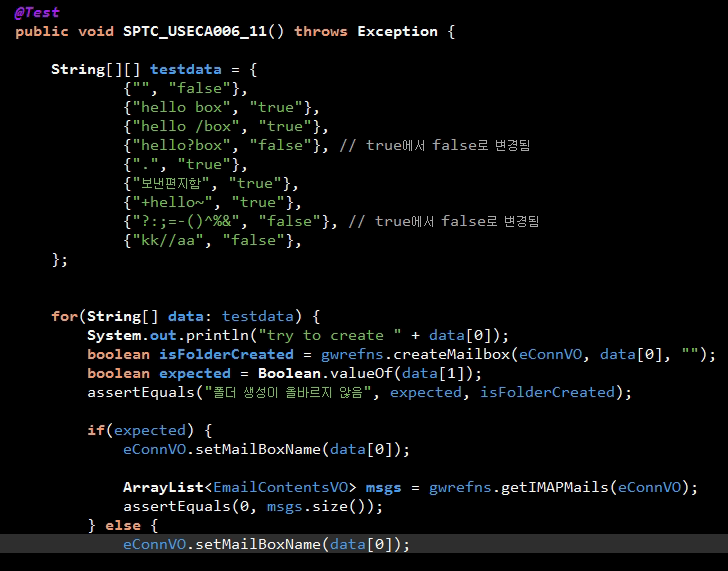 @Test
public void SPTC_USECA006_11() throws Exception {
String[][] testdata = {
{"", "false"},
{"hello box", "true"},
{"hello /box", "true"},
{"hello?box", "false"}, // true에서 false로 변경됨
{".", "true"},
{"보낸편지함", "true"},
{"+hello~", "true"},
{"?:;=-()^%&", "false"}, // true에서 false로 변경됨
{"kk//aa", "false"},
};
for(String[] data: testdata) {
System.out.println("try to create " + data[0]);
boolean isFolderCreated = gwrefns.createMailbox(eConnVO, data[0], "");
boolean expected = Boolean.valueOf(data[1]);
assertEquals("폴더 생성이 올바르지 않음", expected, isFolderCreated);
if(expected) {
eConnVO.setMailBoxName(data[0]);
ArrayList<EmailContentsVO> msgs = gwrefns.getIMAPMails(eConnVO);
assertEquals(0, msgs.size());
} else {
eConnVO.setMailBoxName(data[0]);